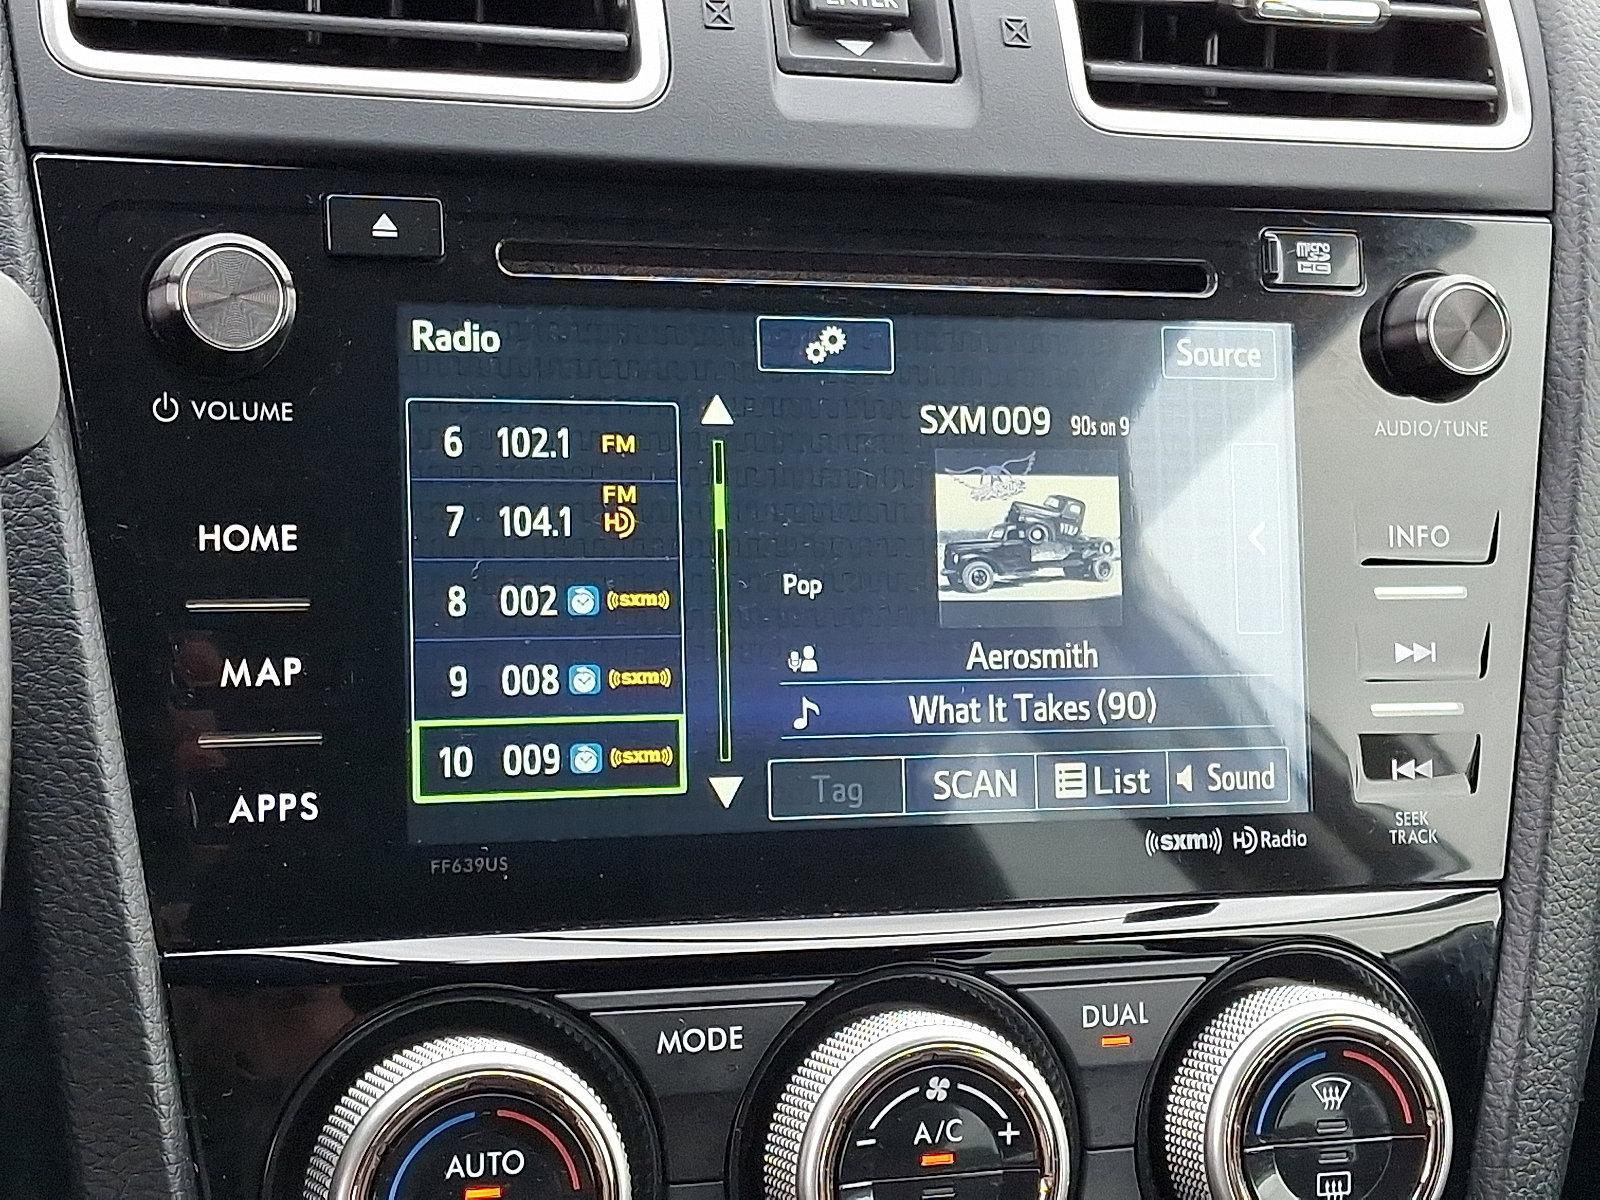 ENTER
micro SD HC
Radio
Source
VOLUME
AUDIO/TUNE
SXM 009 90s on 9
6 102.1 FM
7 104.1 FM HD
8 002 ((sxm))
9 008 ((sxm))
10 009 ((sxm))
HOME
MAP
APPS
INFO
<
Pop
Aerosmith
What It Takes (90)
Tag
SCAN
List
Sound
SEEK
TRACK
((sxm)) HD Radio
FF639US
MODE
DUAL
AUTO
- A/C +